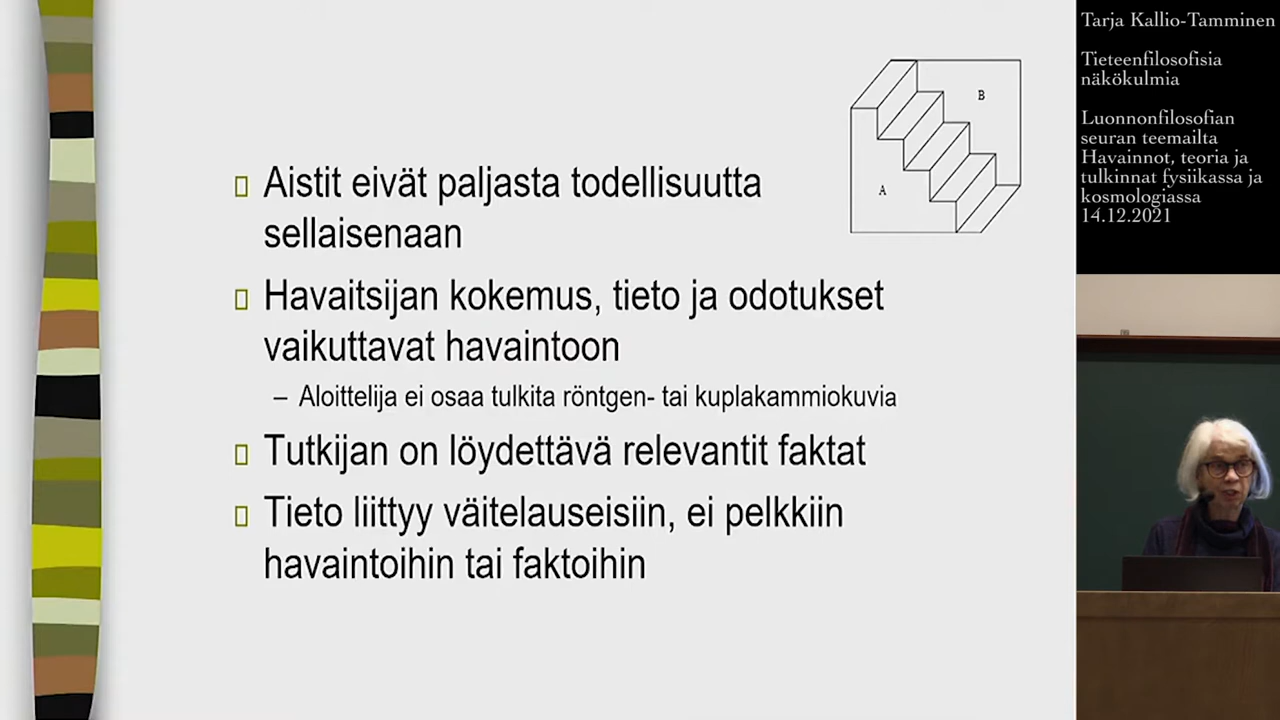 Aistit eivät paljasta todellisuutta
sellaisenaan
Havaitsijan kokemus, tieto ja odotukset
vaikuttavat havaintoon
– Aloittelija ei osaa tulkita röntgen- tai kuplakammiokuvia
Tutkijan on löydettävä relevantit faktat
Tieto liittyy väitelauseisiin, ei pelkkiin
havaintoihin tai faktoihin
B
A
Tarja Kallio-Tamminen
Tieteenfilosofisia
näkökulmia
Luonnonfilosofian
seuran teemailta
Havainnot, teoria ja
tulkinnat fysiikassa ja
kosmologiassa
14.12.2021